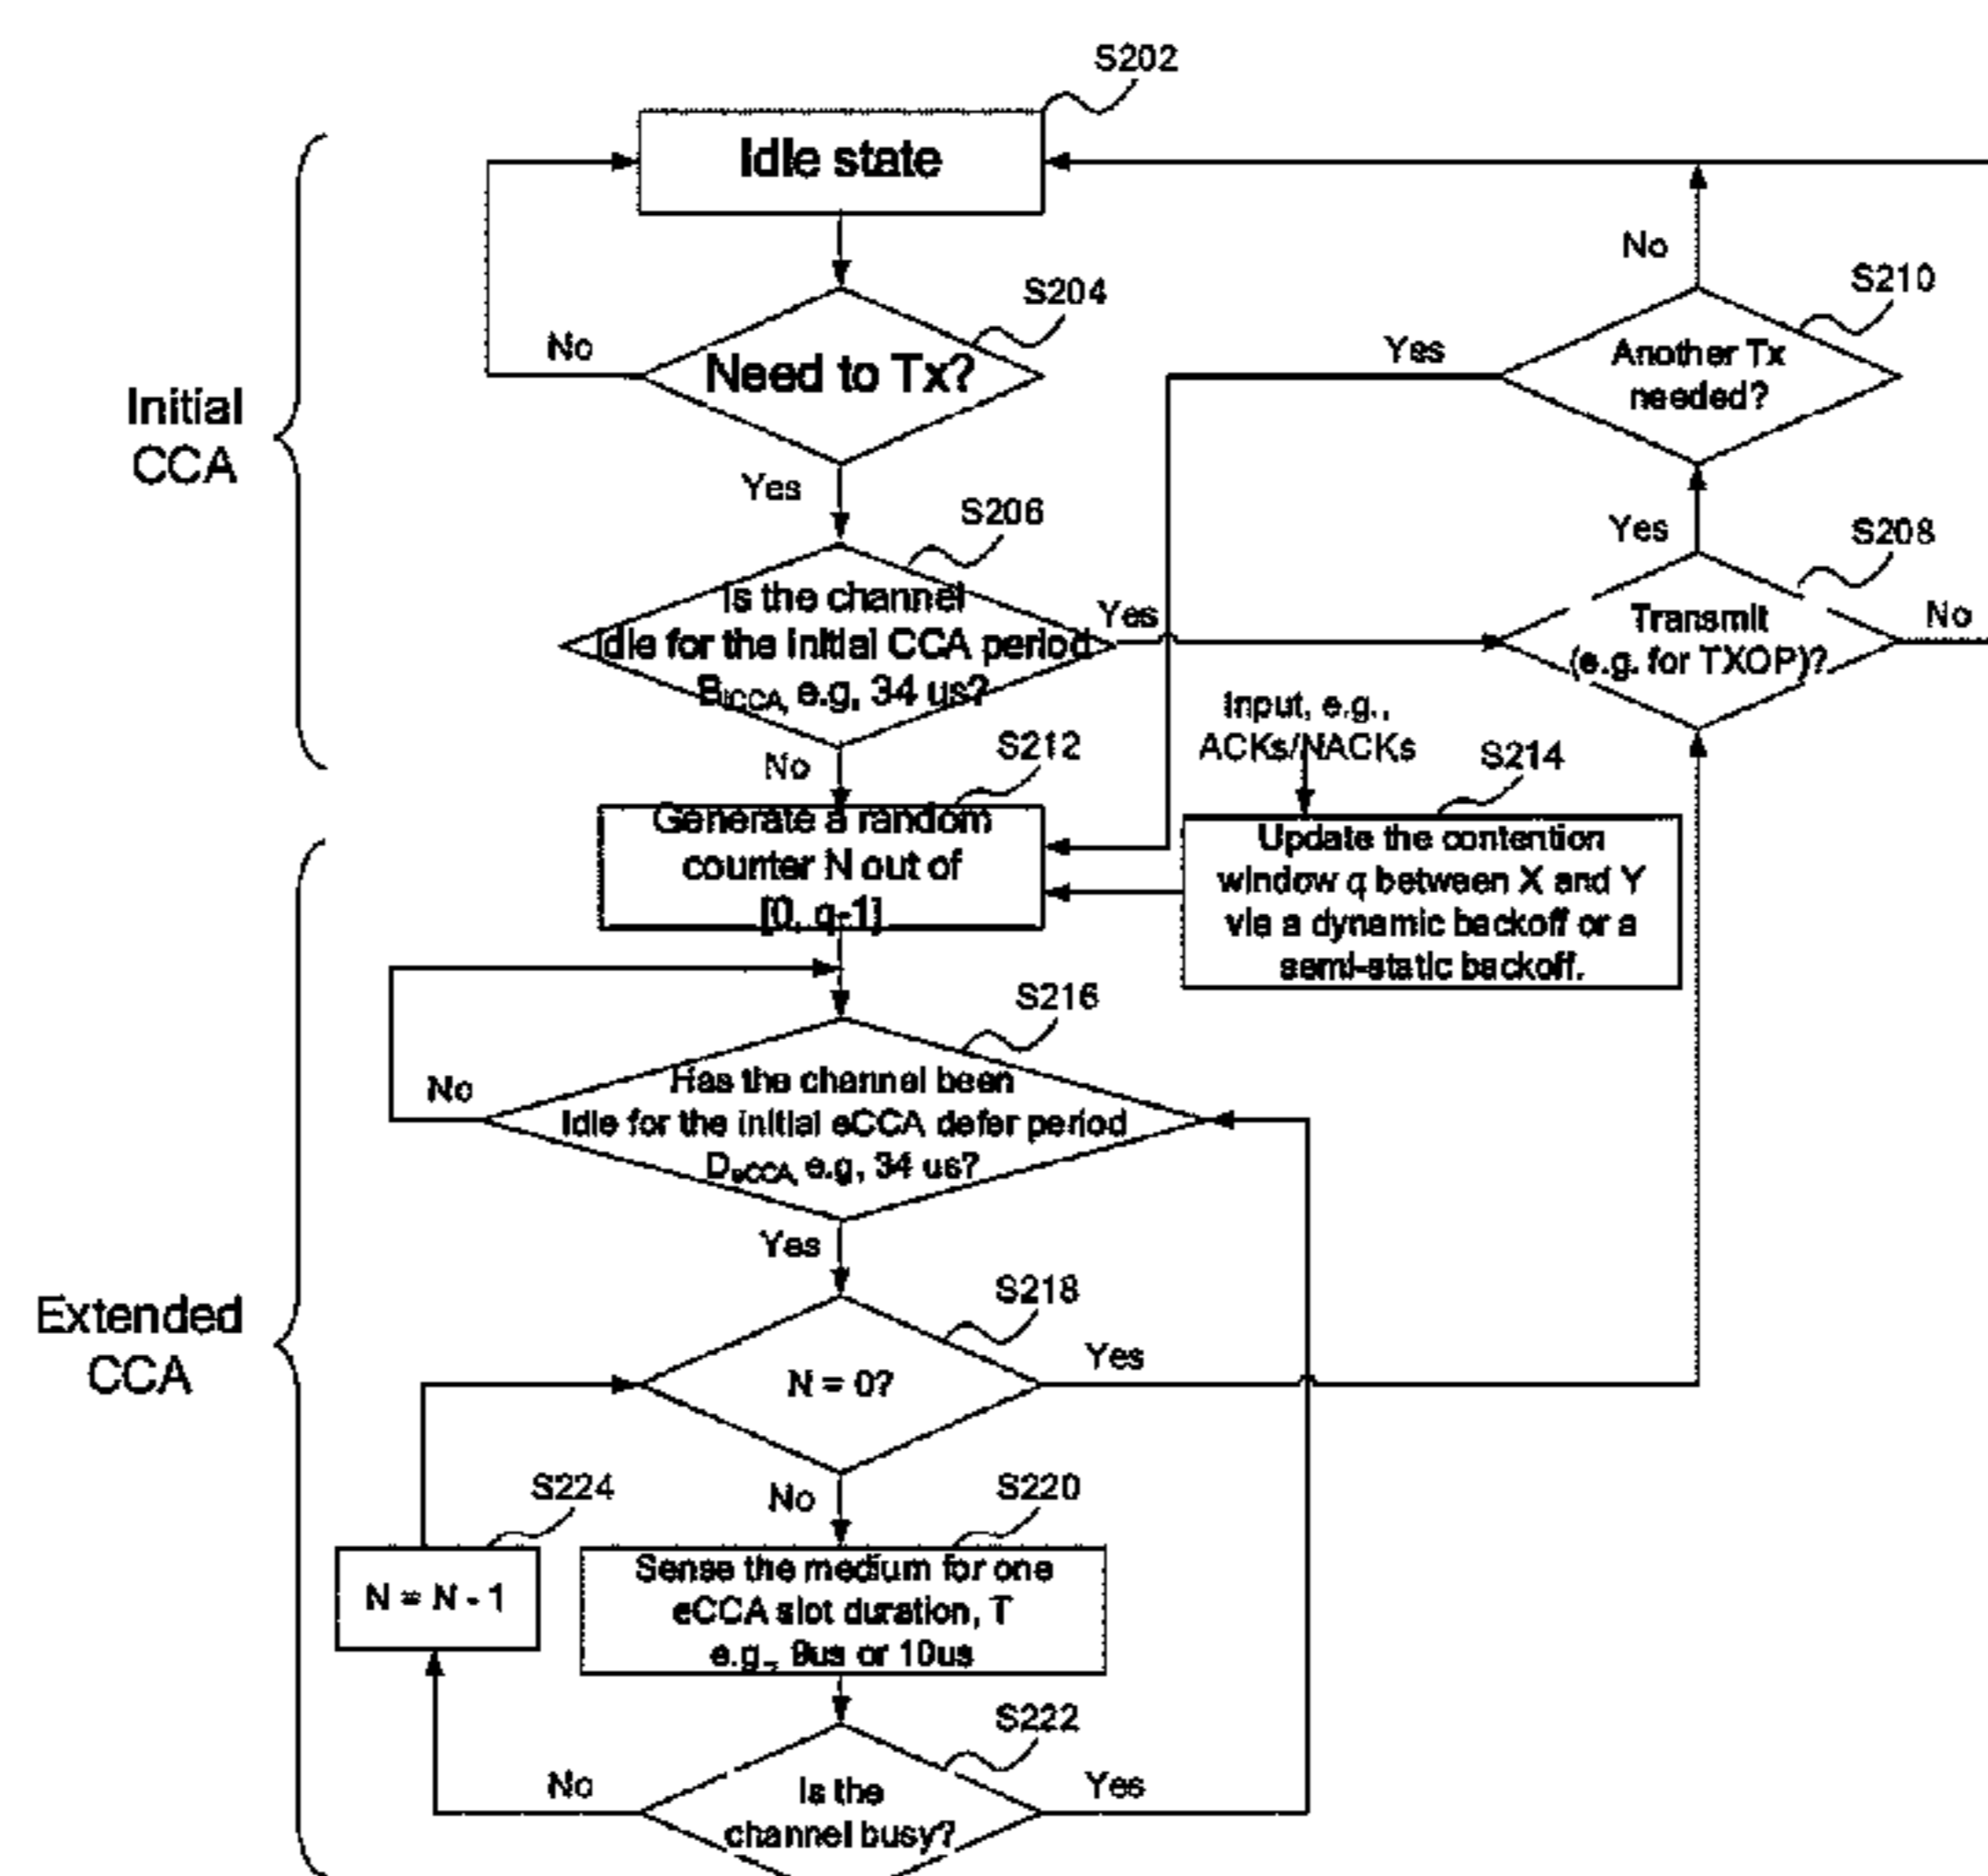 S202
Idle state
No
S210
S204
No
Yes
Need to Tx?
Another Tx
needed?
Initial
CCA
Yes
S206
Yes
S208
Is the channel
idle for the initial CCA period
BiCCA, e.g, 34 us?
Yes
Transmit
(e.g. for TXOP)?
No
No
S212
Input, e.g.,
ACKs/NACKs
S214
Generate a random
counter N out of
[0, q-1]
Update the contention
window q between X and Y
via a dynamic backoff or a
semi-static backoff.
S216
No
Has the channel been
idle for the initial eCCA defer period
DeCCA, e.g, 34 us?
Yes
Extended
CCA
S218
N = 0?
Yes
S224
No
S220
N = N - 1
Sense the medium for one
eCCA slot duration, T
e.g., 9us or 10us
S222
No
Is the
channel busy?
Yes